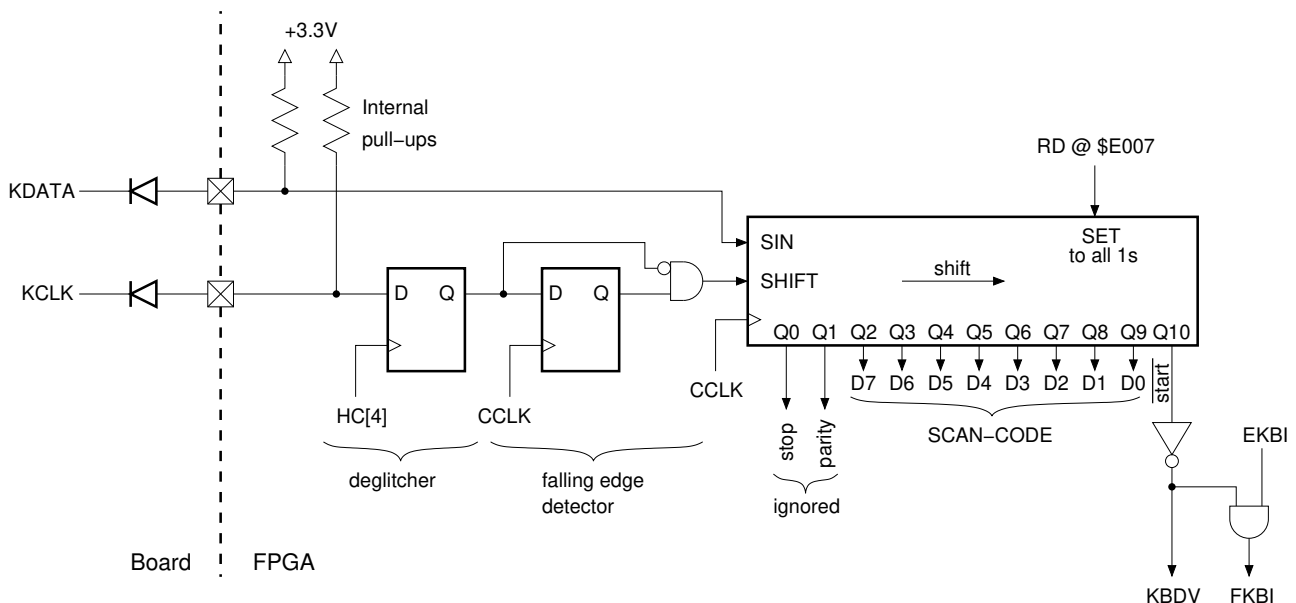 +3.3V
Internal
pull−ups
RD @ $E007
KDATA
SET
to all 1s
SIN
shift
SHIFT
KCLK
D Q
D Q
Q0 Q1 Q2 Q3 Q4 Q5 Q6 Q7 Q8 Q9 Q10
D7 D6 D5 D4 D3 D2 D1 D0
start
CCLK
HC[4]
CCLK
stop
parity
SCAN−CODE
EKBI
deglitcher
falling edge
detector
ignored
Board
FPGA
KBDV
FKBI